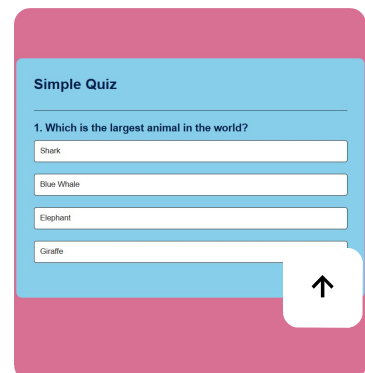 Simple Quiz
1. Which is the largest animal in the world?
Shark
Blue Whale
Elephant
Giraffe